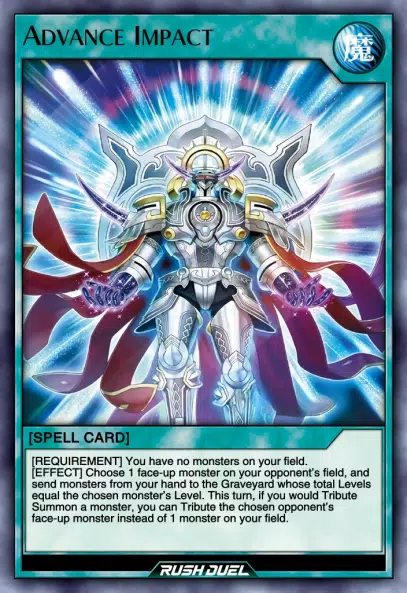 ADVANCE IMPACT
魔
[SPELL CARD]
[REQUIREMENT] You have no monsters on your field.
[EFFECT] Choose 1 face-up monster on your opponent's field, and
send monsters from your hand to the Graveyard whose total Levels
equal the chosen monster's Level. This turn, if you would Tribute
Summon a monster, you can Tribute the chosen opponent's
face-up monster instead of 1 monster on your field.
RUSH DUEL